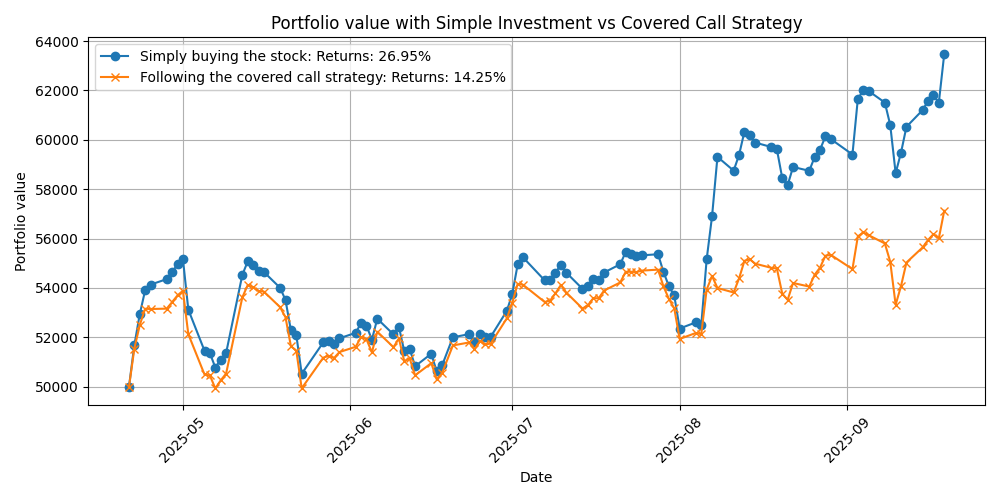 Portfolio value with Simple Investment vs Covered Call Strategy
Simply buying the stock: Returns: 26.95%
Following the covered call strategy: Returns: 14.25%
Portfolio value
64000
62000
60000
58000
56000
54000
52000
50000
2025-05
2025-06
2025-07
2025-08
2025-09
Date